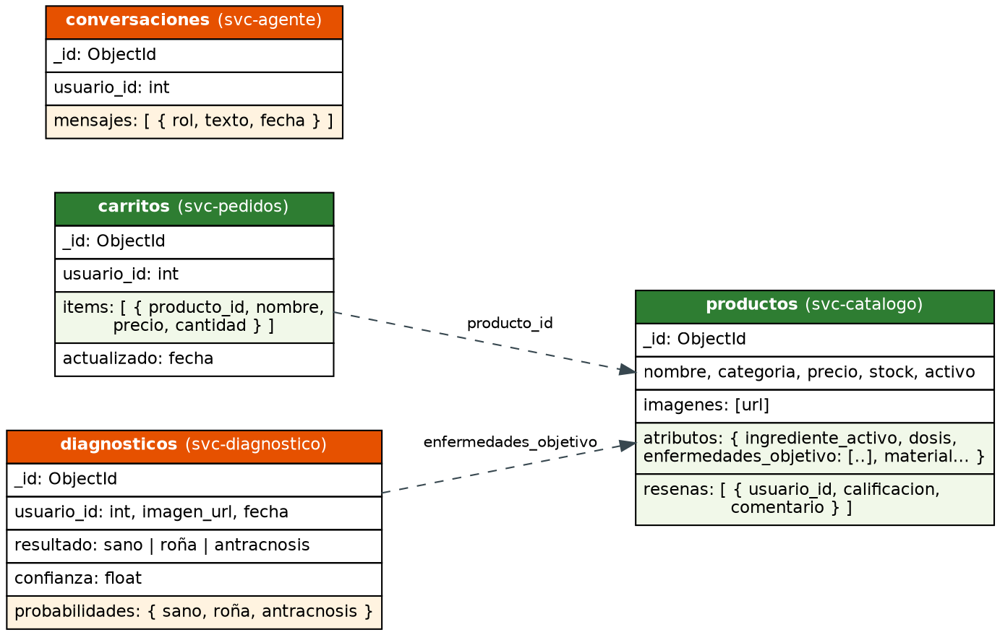 conversaciones (svc-agente)
_id: ObjectId
usuario_id: int
mensajes: [ { rol, texto, fecha } ]
carritos (svc-pedidos)
_id: ObjectId
usuario_id: int
items: [ { producto_id, nombre,
precio, cantidad } ]
actualizado: fecha
producto_id
diagnosticos (svc-diagnostico)
_id: ObjectId
usuario_id: int, imagen_url, fecha
resultado: sano | roña | antracnosis
confianza: float
probabilidades: { sano, roña, antracnosis }
enfermedades_objetivo
productos (svc-catalogo)
_id: ObjectId
nombre, categoria, precio, stock, activo
imagenes: [url]
atributos: { ingrediente_activo, dosis,
enfermedades_objetivo: [..], material... }
resenas: [ { usuario_id, calificacion,
comentario } ]